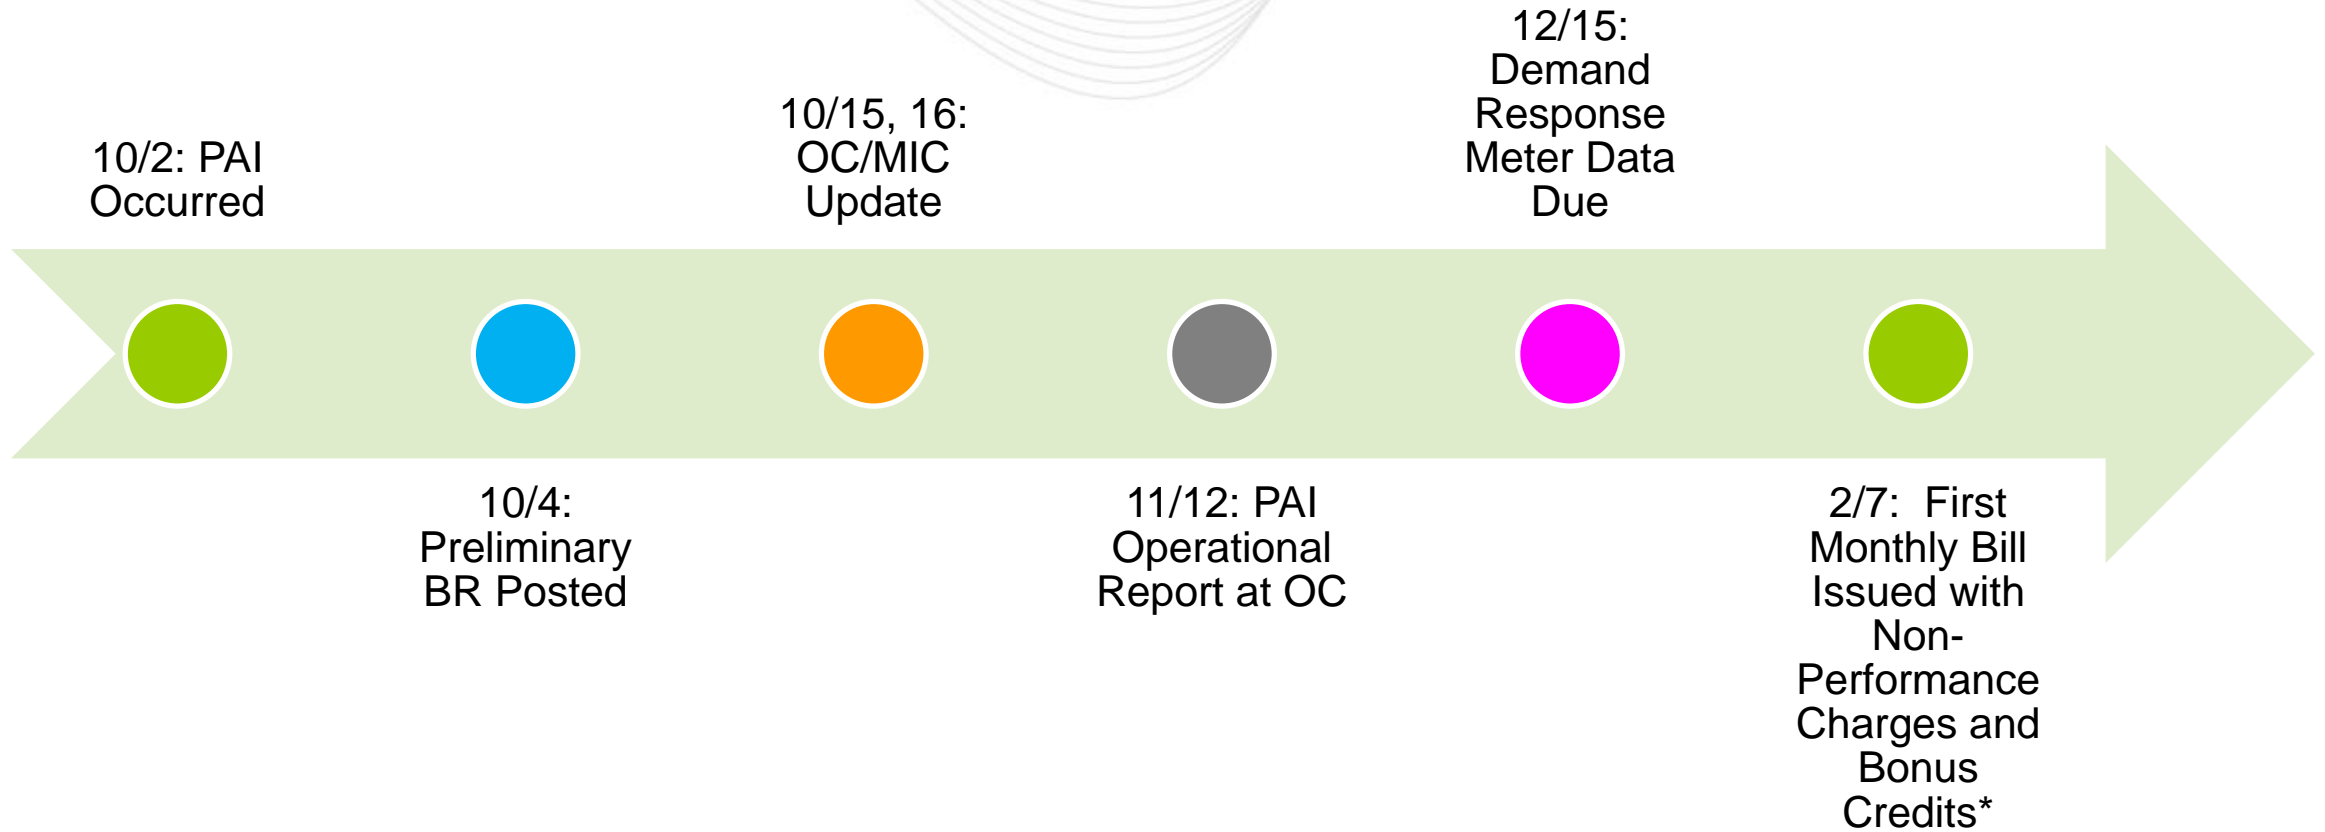 10/2: PAI
Occurred
10/4:
Preliminary
BR Posted
10/15, 16:
OC/MIC
Update
11/12: PAI
Operational
Report at OC
12/15:
Demand
Response
Meter Data
Due
2/7:  First
Monthly Bill
Issued with
Non-
Performance
Charges and
Bonus
Credits*